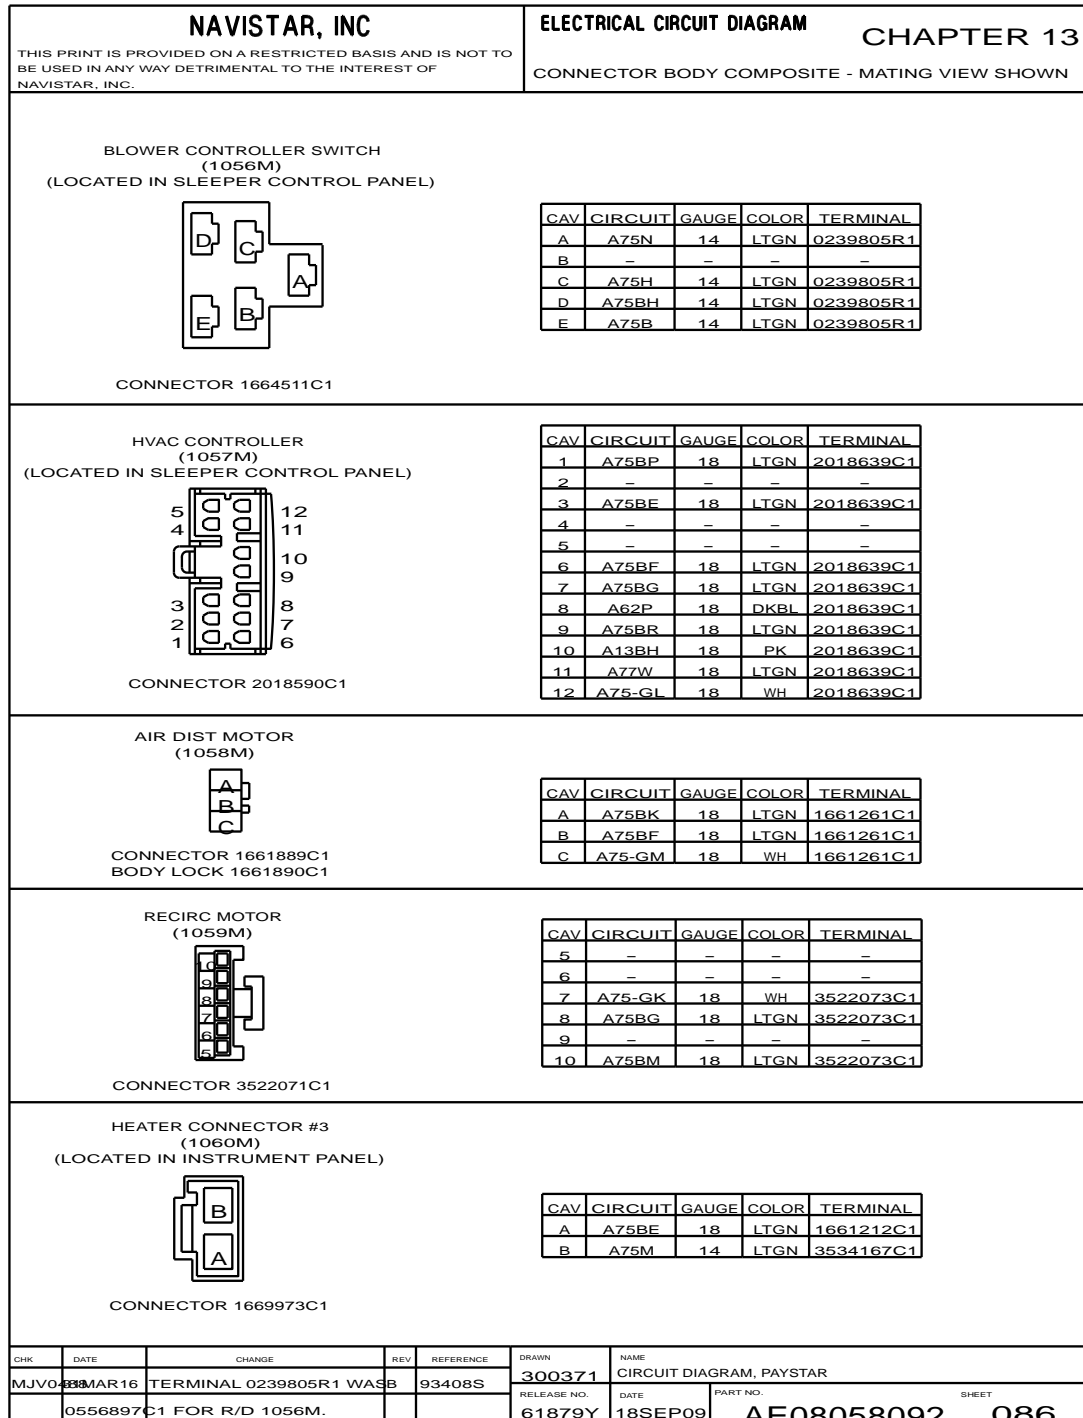 NAVISTAR, INC
THIS PRINT IS PROVIDED ON A RESTRICTED BASIS AND IS NOT TO
BE USED IN ANY WAY DETRIMENTAL TO THE INTEREST OF
NAVISTAR, INC.
ELECTRICAL CIRCUIT DIAGRAM
CHAPTER 13
CONNECTOR BODY COMPOSITE - MATING VIEW SHOWN
BLOWER CONTROLLER SWITCH
(1056M)
(LOCATED IN SLEEPER CONTROL PANEL)
D
C
A
E
B
CONNECTOR 1664511C1
CAV CIRCUIT GAUGE COLOR TERMINAL
A A75N 14 LTGN 0239805R1
B – – – –
C A75H 14 LTGN 0239805R1
D A75BH 14 LTGN 0239805R1
E A75B 14 LTGN 0239805R1
HVAC CONTROLLER
(1057M)
(LOCATED IN SLEEPER CONTROL PANEL)
5 12
4 11
10
9
3 8
2 7
1 6
CONNECTOR 2018590C1
CAV CIRCUIT GAUGE COLOR TERMINAL
1 A75BP 18 LTGN 2018639C1
2 – – – –
3 A75BE 18 LTGN 2018639C1
4 – – – –
5 – – – –
6 A75BF 18 LTGN 2018639C1
7 A75BG 18 LTGN 2018639C1
8 A62P 18 DKBL 2018639C1
9 A75BR 18 LTGN 2018639C1
10 A13BH 18 PK 2018639C1
11 A77W 18 LTGN 2018639C1
12 A75-GL 18 WH 2018639C1
AIR DIST MOTOR
(1058M)
A
B
C
CONNECTOR 1661889C1
BODY LOCK 1661890C1
CAV CIRCUIT GAUGE COLOR TERMINAL
A A75BK 18 LTGN 1661261C1
B A75BF 18 LTGN 1661261C1
C A75-GM 18 WH 1661261C1
RECIRC MOTOR
(1059M)
10
9
8
7
6
5
CONNECTOR 3522071C1
CAV CIRCUIT GAUGE COLOR TERMINAL
5 – – – –
6 – – – –
7 A75-GK 18 WH 3522073C1
8 A75BG 18 LTGN 3522073C1
9 – – – –
10 A75BM 18 LTGN 3522073C1
HEATER CONNECTOR #3
(1060M)
(LOCATED IN INSTRUMENT PANEL)
B
A
CONNECTOR 1669973C1
CAV CIRCUIT GAUGE COLOR TERMINAL
A A75BE 18 LTGN 1661212C1
B A75M 14 LTGN 3534167C1
CHK DATE CHANGE REV REFERENCE
TERMINAL 0239805R1 WAS B 93408S
0556897C1 FOR R/D 1056M.
DRAWN
300371
NAME
CIRCUIT DIAGRAM, PAYSTAR
RELEASE NO.
61879Y
DATE
18SEP09
PART NO.
AE08058092
SHEET
086